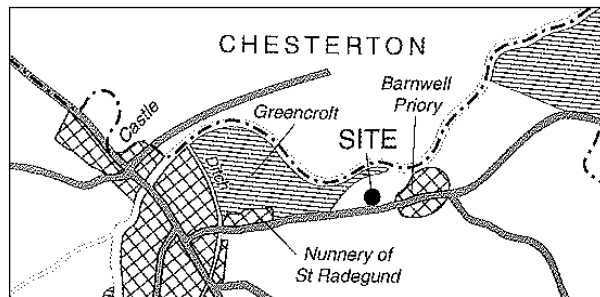 CHESTERTON
Castle
Greencroft
Barnwell
Priory
SITE
Ditch
Nunnery of
St Radegund